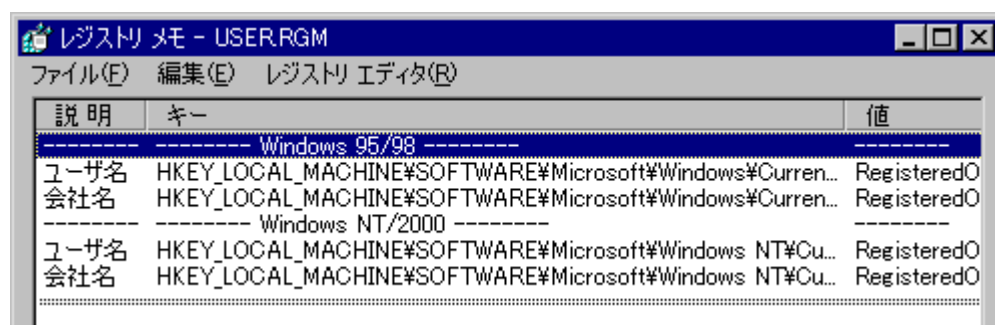 レジストリ メモ - USER.RGM
ファイル(F) 編集(E) レジストリ エディタ(R)
説明 キー 値
-------- -------- Windows 95/98 -------- --------
ユーザ名 HKEY_LOCAL_MACHINE¥SOFTWARE¥Microsoft¥Windows¥Curren... RegisteredO
会社名 HKEY_LOCAL_MACHINE¥SOFTWARE¥Microsoft¥Windows¥Curren... RegisteredO
-------- -------- Windows NT/2000 -------- --------
ユーザ名 HKEY_LOCAL_MACHINE¥SOFTWARE¥Microsoft¥Windows NT¥Cu... RegisteredO
会社名 HKEY_LOCAL_MACHINE¥SOFTWARE¥Microsoft¥Windows NT¥Cu... RegisteredO